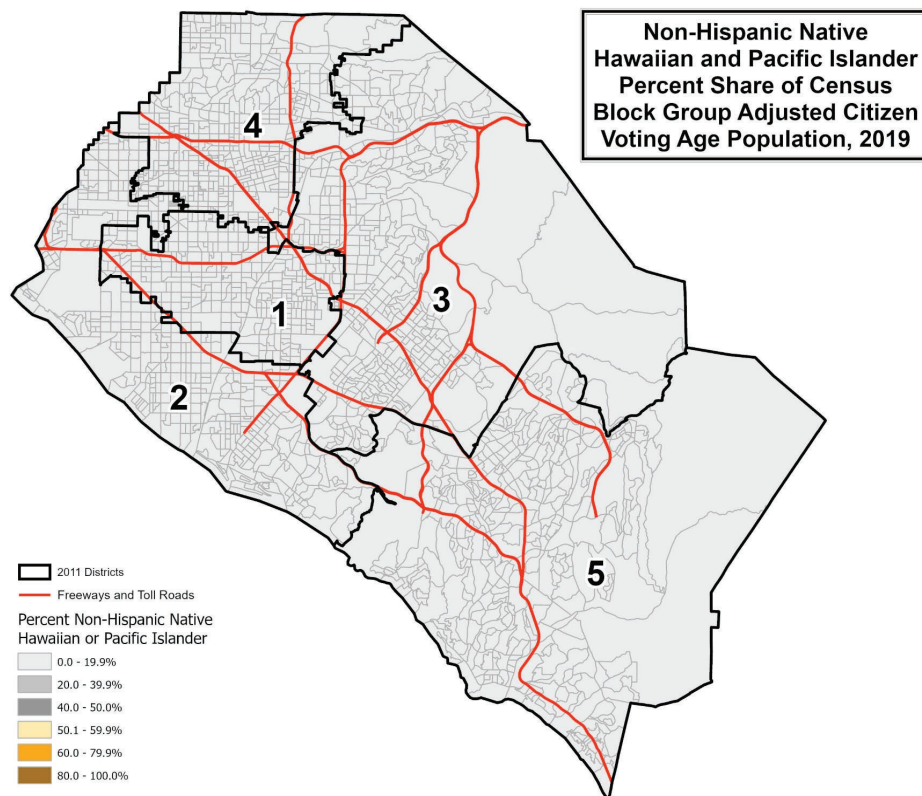 Non-Hispanic Native
Hawaiian and Pacific Islander
Percent Share of Census
Block Group Adjusted Citizen
Voting Age Population, 2019
4
3
1
2
5
2011 Districts
Freeways and Toll Roads
Percent Non-Hispanic Native
Hawaiian or Pacific Islander
0.0 - 19.9%
20.0 - 39.9%
40.0 - 50.0%
50.1 - 59.9%
60.0 - 79.9%
80.0 - 100.0%